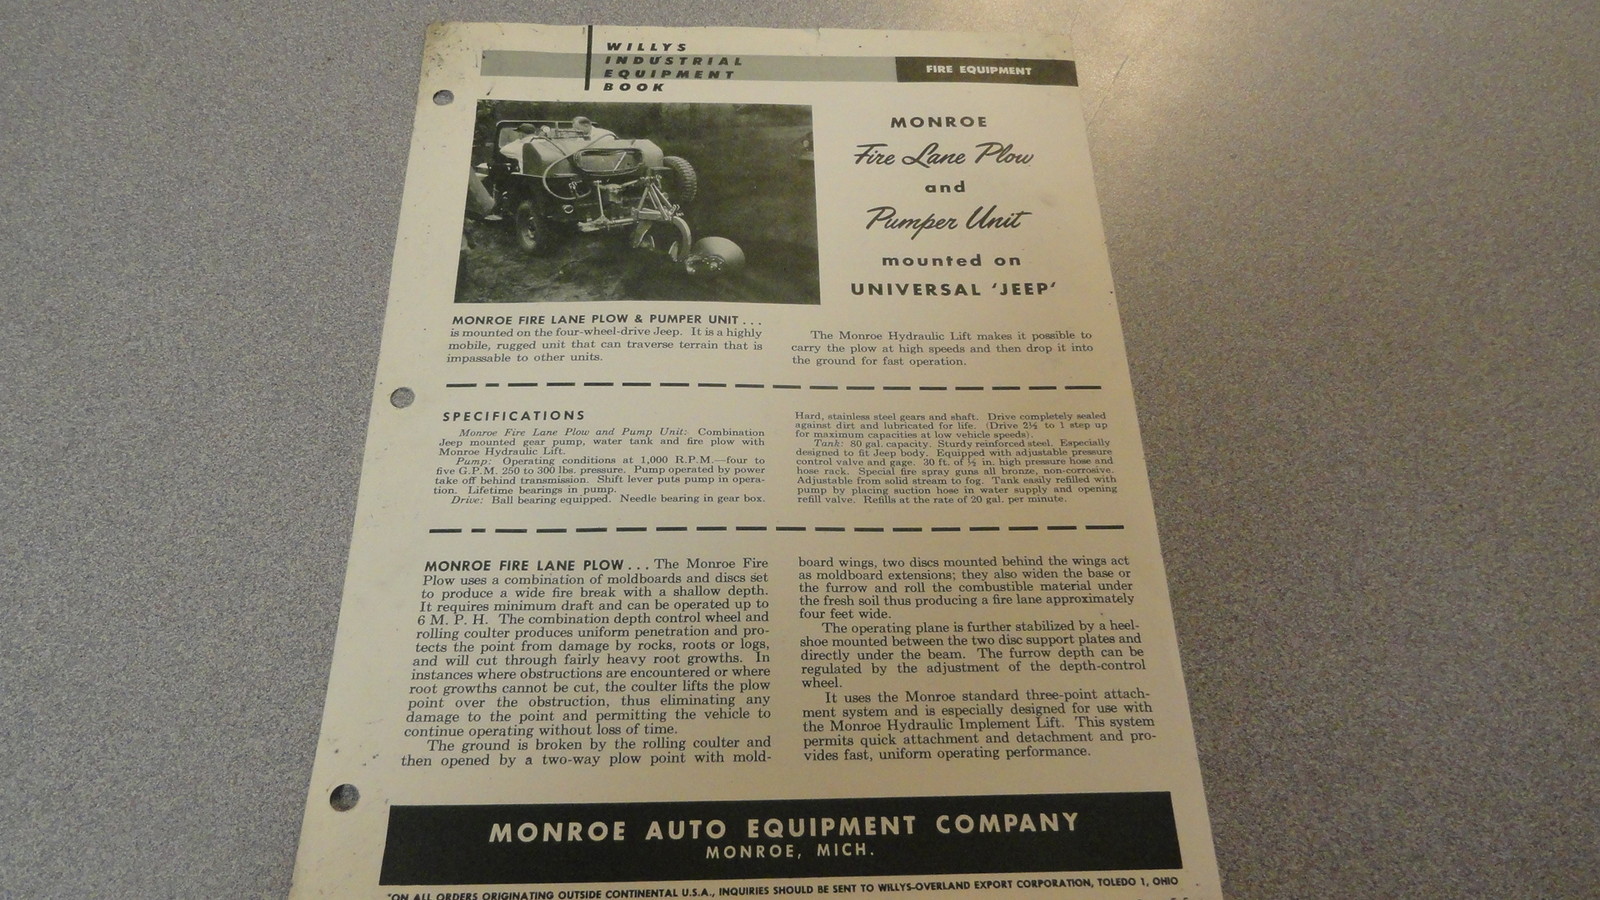 WILLYS
INDUSTRIAL
EQUIPMENT
BOOK
FIRE EQUIPMENT
MONROE
Fire Lane Plow
and
Pumper Unit
mounted on
UNIVERSAL 'JEEP'
MONROE FIRE LANE PLOW & PUMPER UNIT . . .
is mounted on the four-wheel-drive Jeep. It is a highly
mobile, rugged unit that can traverse terrain that is
impassable to other units.
The Monroe Hydraulic Lift makes it possible to
carry the plow at high speeds and then drop it into
the ground for fast operation.
SPECIFICATIONS
Monroe Fire Lane Plow and Pump Unit: Combination
Jeep mounted gear pump, water tank and fire plow with
Monroe Hydraulic Lift.
Pump: Operating conditions at 1,000 R.P.M.—four to
five G.P.M. 250 to 300 lbs. pressure. Pump operated by power
take off behind transmission. Shift lever puts pump in opera-
tion. Lifetime bearings in pump.
Drive: Ball bearing equipped. Needle bearing in gear box.
Hard, stainless steel gears and shaft. Drive completely sealed
against dirt and lubricated for life. (Drive 2½ to 1 step up
for maximum capacities at low vehicle speeds).
Tank: 80 gal. capacity. Sturdy reinforced steel. Especially
designed to fit Jeep body. Equipped with adjustable pressure
control valve and gage. 30 ft. of ½ in. high pressure hose and
hose rack. Special fire spray guns all bronze, non-corrosive.
Adjustable from solid stream to fog. Tank easily refilled with
pump by placing suction hose in water supply and opening
refill valve. Refills at the rate of 20 gal. per minute.
MONROE FIRE LANE PLOW . . . The Monroe Fire
Plow uses a combination of moldboards and discs set
to produce a wide fire break with a shallow depth.
It requires minimum draft and can be operated up to
6 M. P. H. The combination depth control wheel and
rolling coulter produces uniform penetration and pro-
tects the point from damage by rocks, roots or logs,
and will cut through fairly heavy root growths. In
instances where obstructions are encountered or where
root growths cannot be cut, the coulter lifts the plow
point over the obstruction, thus eliminating any
damage to the point and permitting the vehicle to
continue operating without loss of time.
The ground is broken by the rolling coulter and
then opened by a two-way plow point with mold-
board wings, two discs mounted behind the wings act
as moldboard extensions; they also widen the base or
the furrow and roll the combustible material under
the fresh soil thus producing a fire lane approximately
four feet wide.
The operating plane is further stabilized by a heel-
shoe mounted between the two disc support plates and
directly under the beam. The furrow depth can be
regulated by the adjustment of the depth-control
wheel.
It uses the Monroe standard three-point attach-
ment system and is especially designed for use with
the Monroe Hydraulic Implement Lift. This system
permits quick attachment and detachment and pro-
vides fast, uniform operating performance.
MONROE AUTO EQUIPMENT COMPANY
MONROE, MICH.
*ON ALL ORDERS ORIGINATING OUTSIDE CONTINENTAL U.S.A., INQUIRIES SHOULD BE SENT TO WILLYS-OVERLAND EXPORT CORPORATION, TOLEDO 1, OHIO